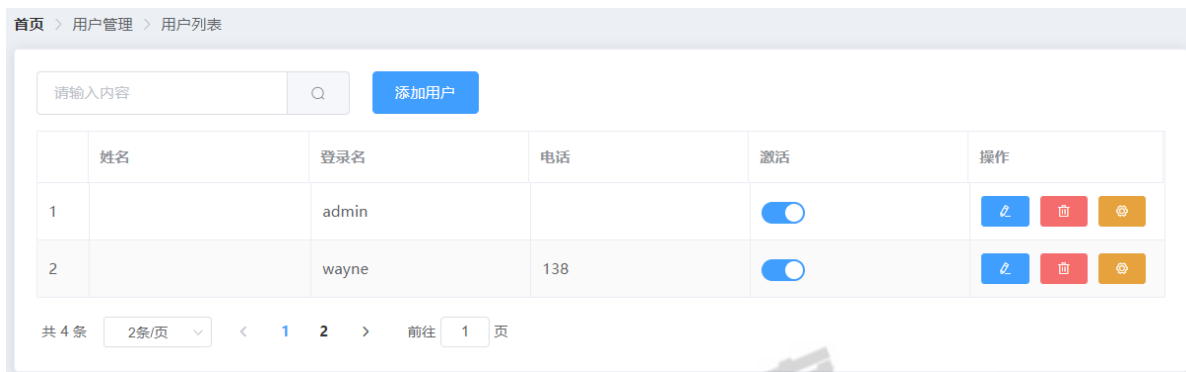 首页 > 用户管理 > 用户列表
请输入内容 添加用户
姓名 登录名 电话 激活 操作
1 admin
2 wayne 138
共 4 条 2条/页 < 1 2 > 前往 1 页